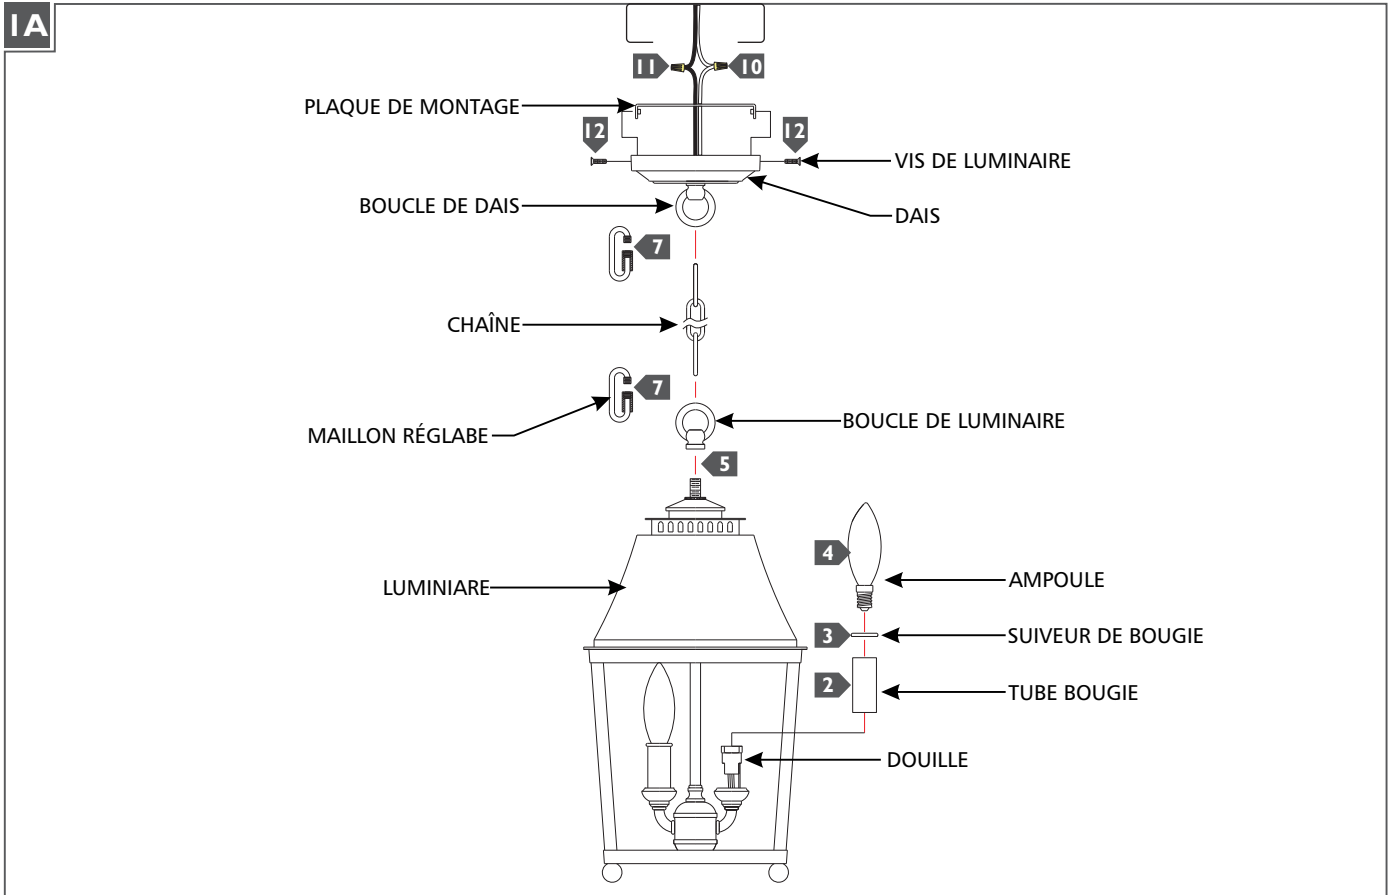 1A
11
10
PLAQUE DE MONTAGE
12
12
VIS DE LUMINAIRE
BOUCLE DE DAIS
DAIS
7
CHAÎNE
7
MAILLON RÉGLABE
BOUCLE DE LUMINAIRE
5
4
LUMINIARE
AMPOULE
3
SUIVEUR DE BOUGIE
2
TUBE BOUGIE
DOUILLE